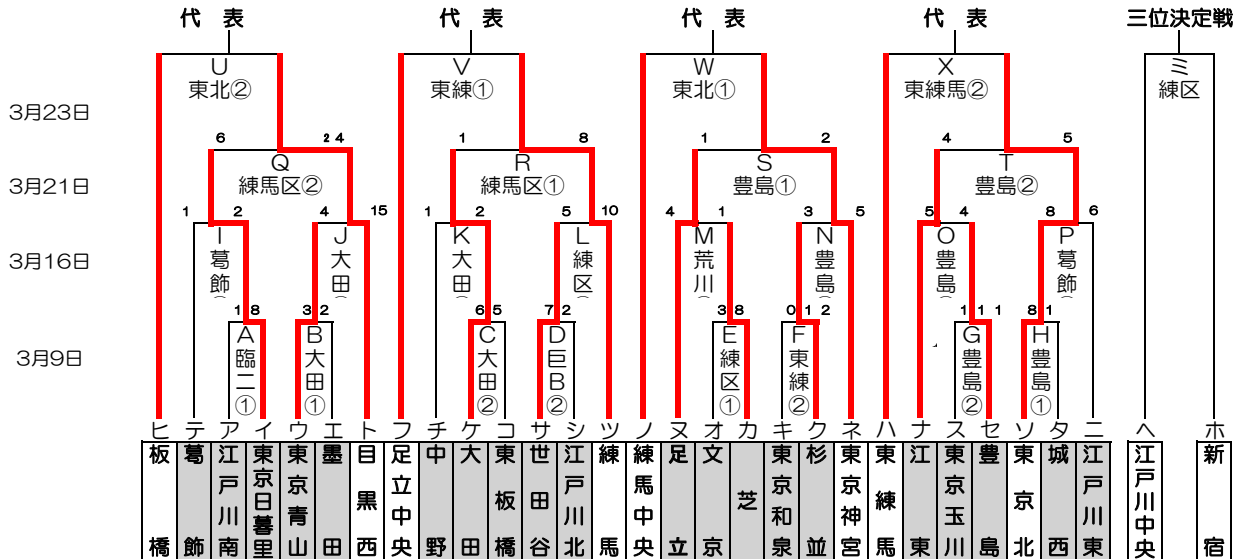 代 表 代 表 代 表 代 表 三位決定戦
U V W X ミ
東北② 東練① 東北① 東練馬② 練区
3月23日
6 2 4 1 8 1 2 4 5
Q R S T
練馬区② 練馬区① 豊島① 豊島②
3月21日
1 2 4 15 1 2 5 10 4 1 3 5 5 4 8 6
I J K L M N O P
葛飾 大田 大田 練区 荒川 豊島 豊島 葛飾
3月16日
1 8 3 2 6 5 7 2 3 8 0 1 2 1 1 1 8 1
A B C D E F G H
臨二① 大田① 大田② 巨B② 練区① 東練② 豊島② 豊島①
3月9日
ヒ テ ア イ ウ エ ト フ チ ケ コ サ シ ツ ノ ヌ オ カ キ ク ネ ハ ナ ス セ ソ タ ニ ヘ ホ
板橋
葛飾
江戸川南
東京日暮里
東京青山
墨田
目黒西
足立中央
中野
大田
東板橋
世田谷
江戸川北
練馬
練馬中央
足立
文京
芝
東京和泉
杉並
東京神宮
東練馬
江東
東京玉川
豊島
東京北
城西
江戸川東
江戸川中央
新宿